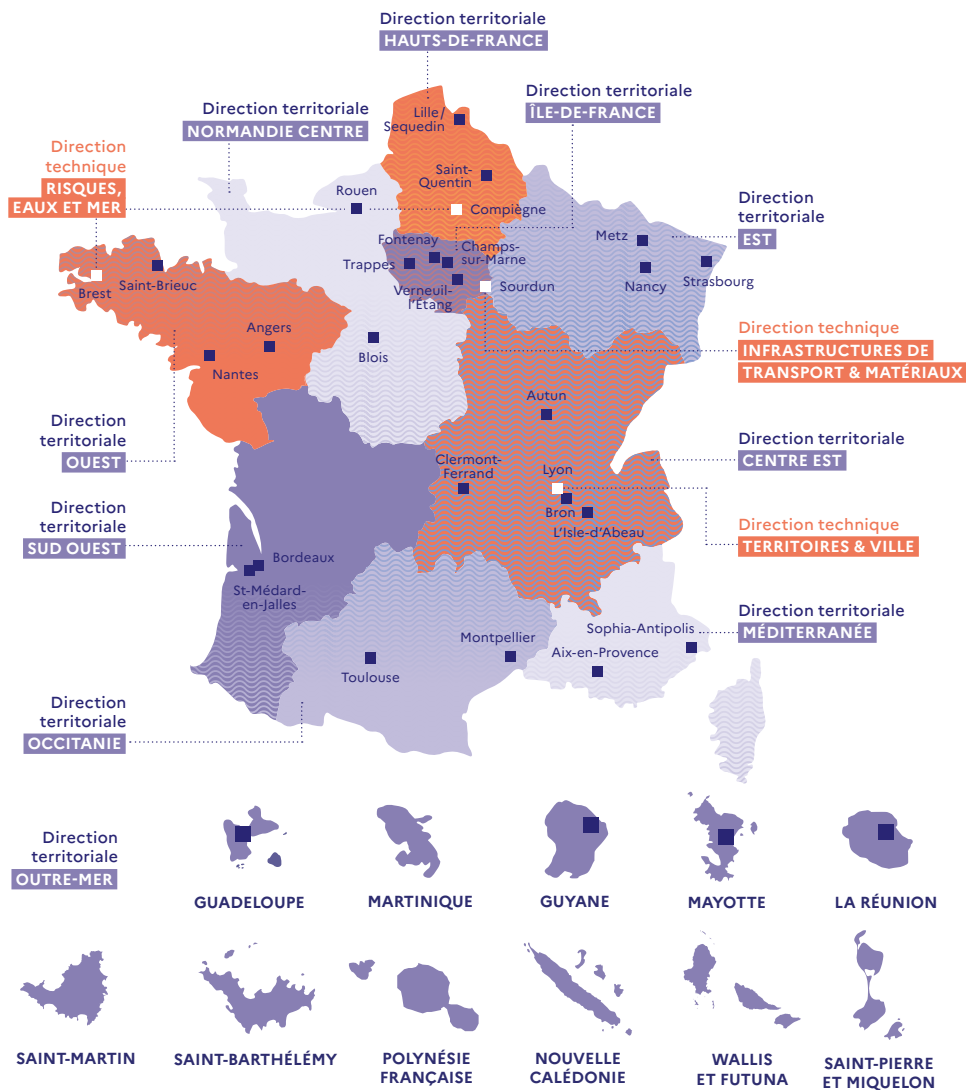 Direction territoriale
HAUTS-DE-FRANCE
Direction territoriale
ÎLE-DE-FRANCE
Direction territoriale
NORMANDIE CENTRE
Direction
technique
RISQUES,
EAUX ET MER
Lille/
Sequedin
Saint-
Quentin
Compiègne
Rouen
Direction
territoriale
EST
Metz
Nancy
Strasbourg
Fontenay
Trappes
Champs-
sur-Marne
Verneuil-
l'Étang
Sourdun
Brest
Saint-Brieuc
Angers
Nantes
Blois
Direction technique
INFRASTRUCTURES DE
TRANSPORT & MATÉRIAUX
Autun
Direction
territoriale
OUEST
Direction territoriale
CENTRE EST
Clermont-
Ferrand
Lyon
Bron
L'Isle-d'Abeau
Direction
territoriale
SUD OUEST
Direction technique
TERRITOIRES & VILLE
Bordeaux
St-Médard-
en-Jalles
Direction territoriale
MÉDITERRANÉE
Sophia-Antipolis
Aix-en-Provence
Montpellier
Toulouse
Direction
territoriale
OCCITANIE
Direction
territoriale
OUTRE-MER
GUADELOUPE
MARTINIQUE
GUYANE
MAYOTTE
LA RÉUNION
SAINT-MARTIN
SAINT-BARTHÉLÉMY
POLYNÉSIE
FRANÇAISE
NOUVELLE
CALÉDONIE
WALLIS
ET FUTUNA
SAINT-PIERRE
ET MIQUELON